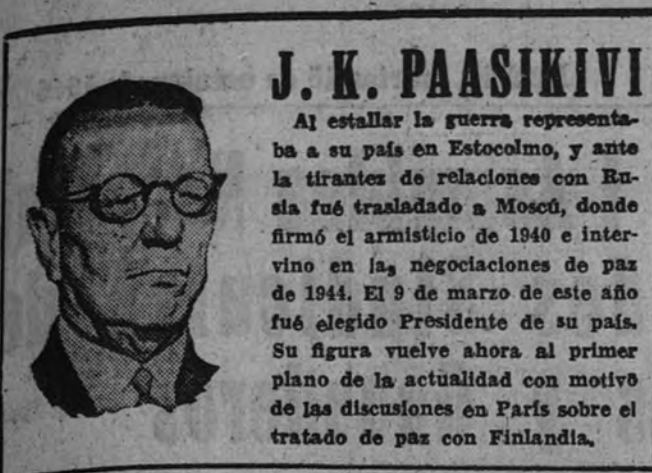 J. K. PAASIKIVI
Al estallar la guerra representa-
ba a su país en Estocolmo, y ante
la tirantez de relaciones con Ru-
sia fué trasladado a Moscú, donde
firmó el armisticio de 1940 e inter-
vino en las negociaciones de paz
de 1944. El 9 de marzo de este año
fué elegido Presidente de su país.
Su figura vuelve ahora al primer
plano de la actualidad con motivo
de las discusiones en París sobre el
tratado de paz con Finlandia.